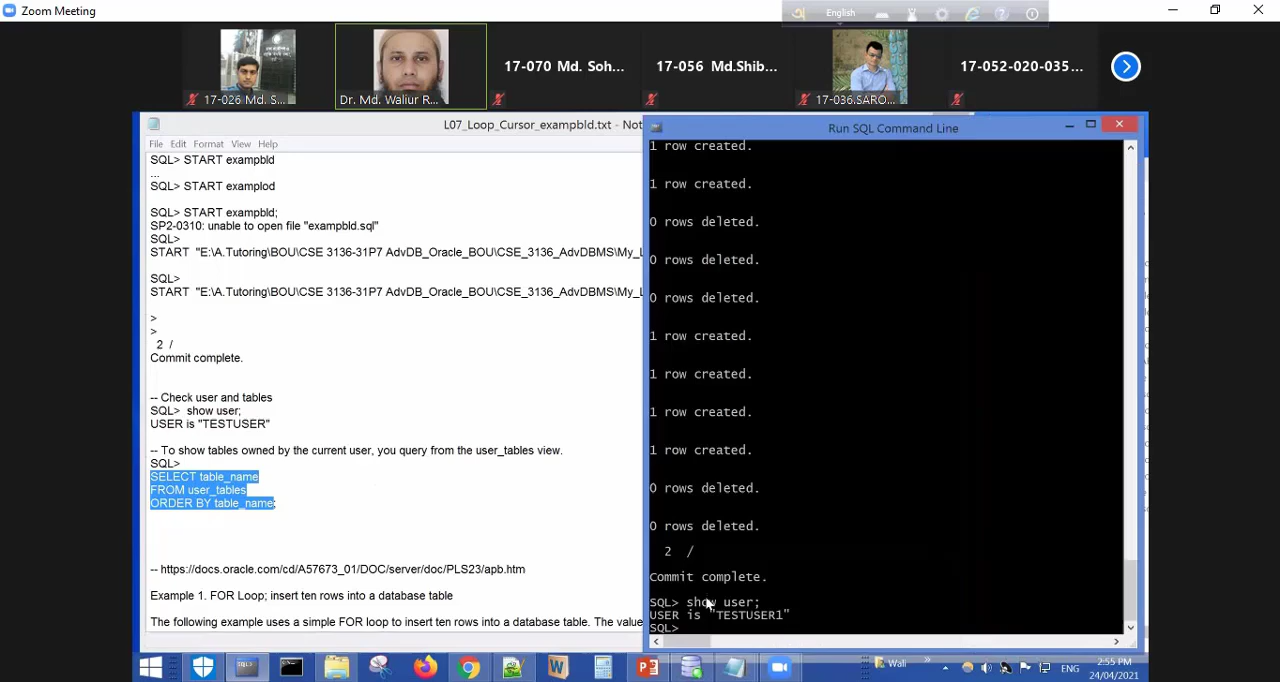 Zoom Meeting
English
17-026 Md. S...
Dr. Md. Waliur R...
17-070 Md. Soh...
17-056 Md.Shib...
17-036.SARO...
17-052-020-035...
L07_Loop_Cursor_exampbld.txt - Not
File Edit Format View Help
SQL> START exampbld
...
SQL> START examplod
SQL> START exampbld;
SP2-0310: unable to open file "exampbld.sql"
SQL>
START "E:\A.Tutoring\BOU\CSE 3136-31P7 AdvDB_Oracle_BOU\CSE_3136_AdvDBMS\My_L
SQL>
START "E:\A.Tutoring\BOU\CSE 3136-31P7 AdvDB_Oracle_BOU\CSE_3136_AdvDBMS\My_L
>
>
2 /
Commit complete.
-- Check user and tables
SQL> show user;
USER is "TESTUSER"
-- To show tables owned by the current user, you query from the user_tables view.
SQL>
SELECT table_name
FROM user_tables
ORDER BY table_name;
-- https://docs.oracle.com/cd/A57673_01/DOC/server/doc/PLS23/apb.htm
Example 1. FOR Loop; insert ten rows into a database table
The following example uses a simple FOR loop to insert ten rows into a database table. The value
Run SQL Command Line
1 row created.
1 row created.
0 rows deleted.
0 rows deleted.
0 rows deleted.
1 row created.
1 row created.
1 row created.
1 row created.
0 rows deleted.
0 rows deleted.
2 /
Commit complete.
SQL> show user;
USER is "TESTUSER1"
SQL>
Wali
ENG
2:55 PM
24/04/2021